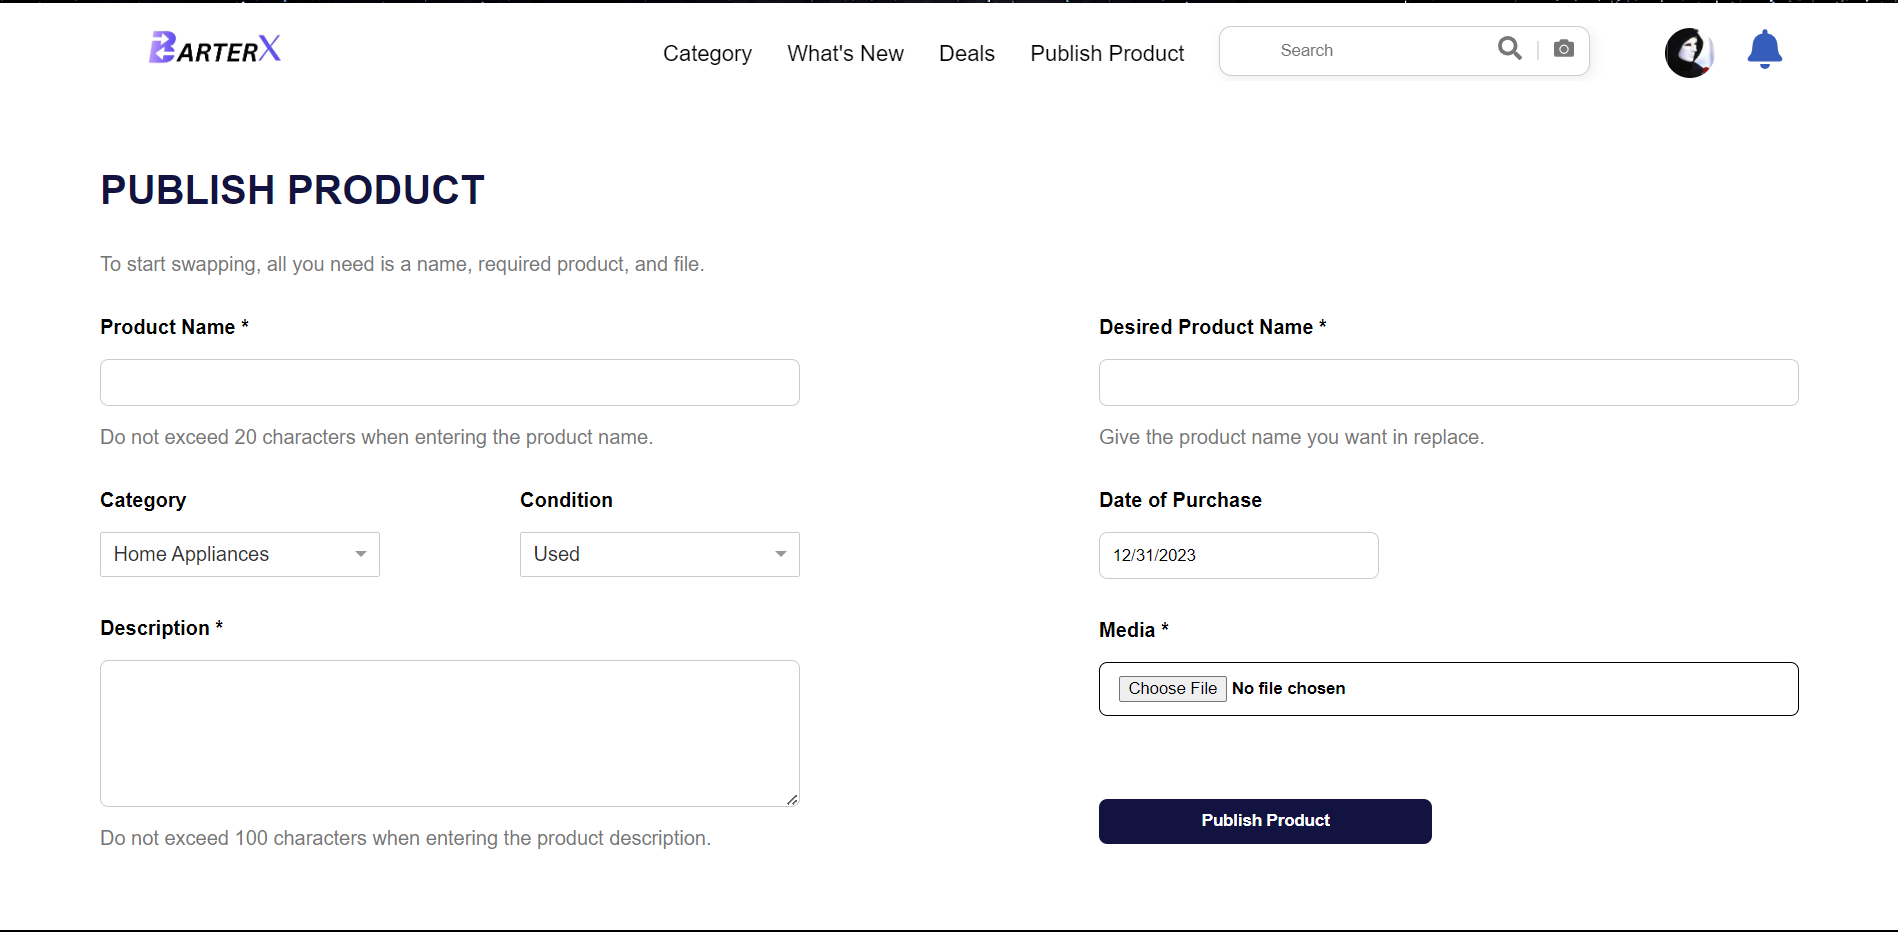 BARTERX
Category What's New Deals Publish Product Search
PUBLISH PRODUCT
To start swapping, all you need is a name, required product, and file.
Product Name *
Desired Product Name *
Do not exceed 20 characters when entering the product name.
Give the product name you want in replace.
Category Condition
Date of Purchase
Home Appliances Used
12/31/2023
Description *
Media *
Choose File No file chosen
Publish Product
Do not exceed 100 characters when entering the product description.